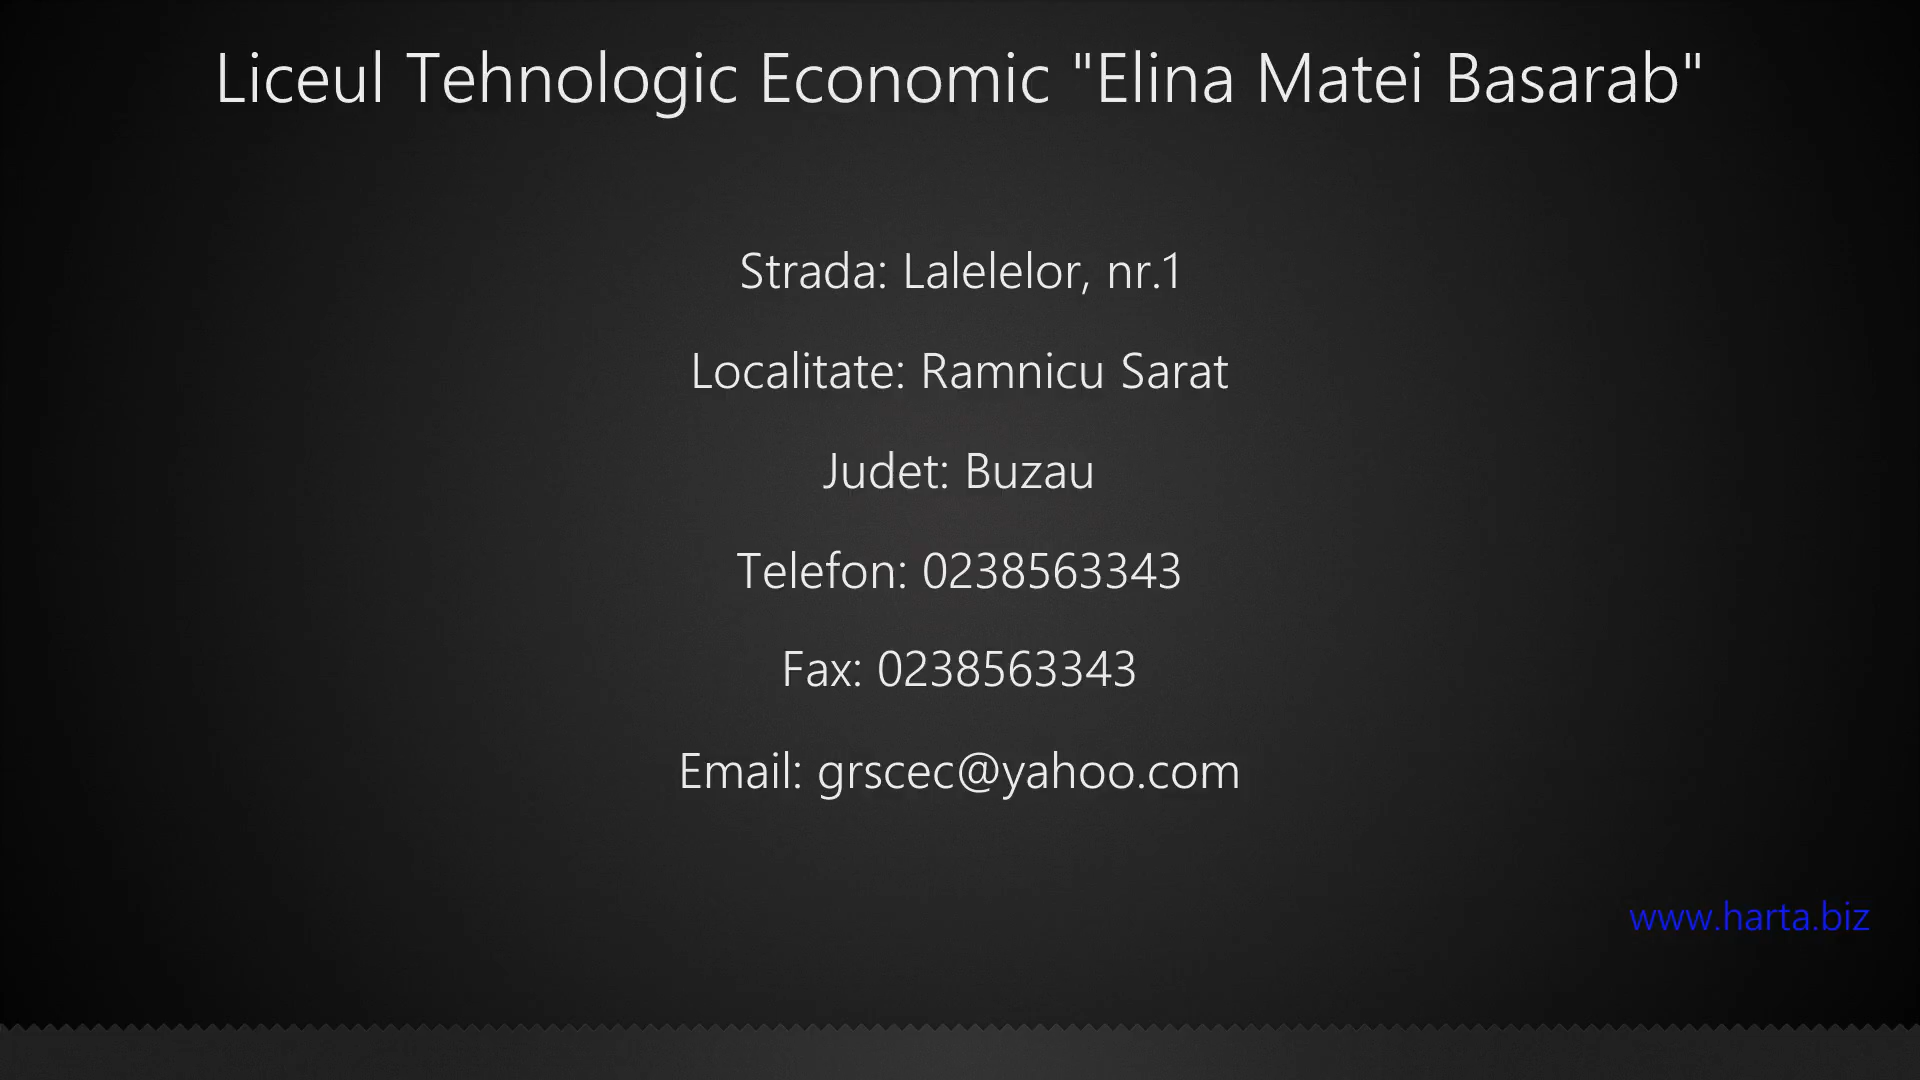 Liceul Tehnologic Economic "Elina Matei Basarab"
Strada: Lalelelor, nr.1
Localitate: Ramnicu Sarat
Judet: Buzau
Telefon: 0238563343
Fax: 0238563343
Email: grscec@yahoo.com
www.harta.biz